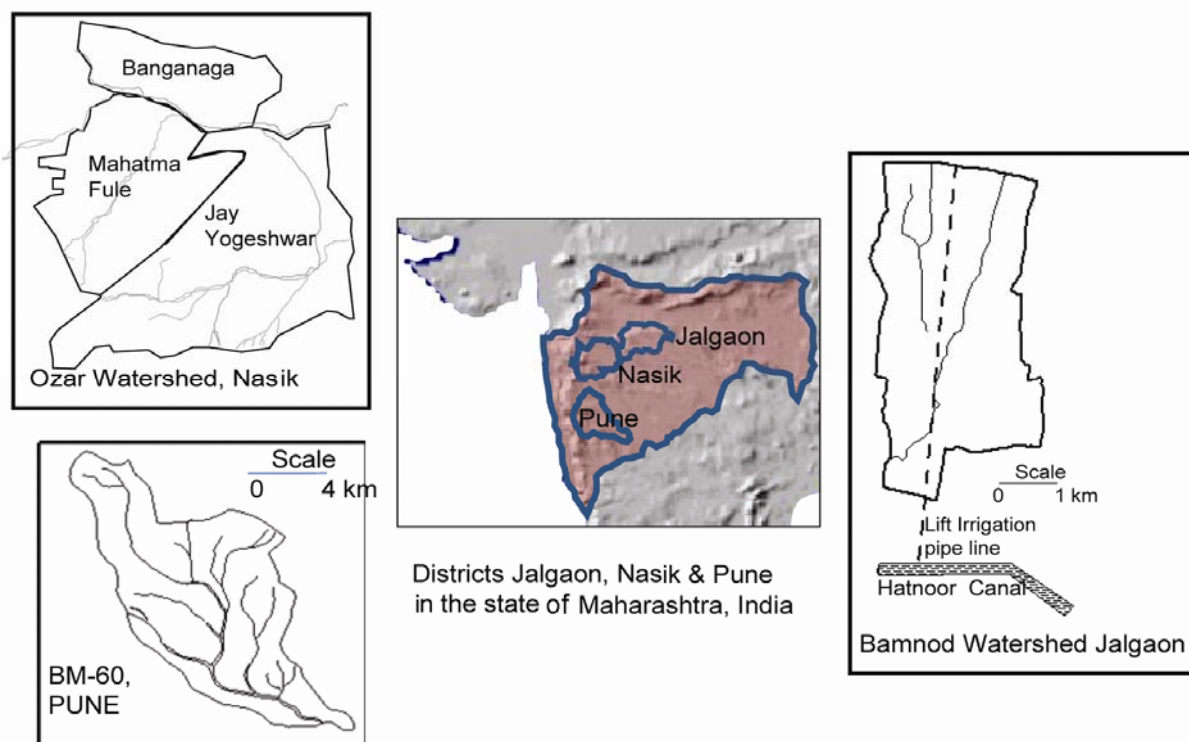 Banganaga
Mahatma
Fule
Jay
Yogeshwar
Ozar Watershed, Nasik
Scale
0 4 km
BM-60,
PUNE
Jalgaon
Nasik
Pune
Districts Jalgaon, Nasik & Pune
in the state of Maharashtra, India
Scale
0 1 km
Lift Irrigation
pipe line
Hatnoor Canal
Bamnod Watershed Jalgaon